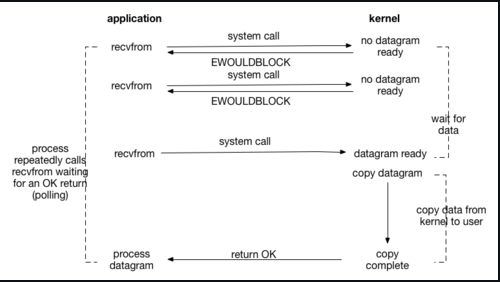 application
kernel
recvfrom
system call
no datagram
ready
EWOULDBLOCK
recvfrom
system call
no datagram
ready
EWOULDBLOCK
wait for
data
process
repeatedly calls
recvfrom waiting
for an OK return
(polling)
recvfrom
system call
datagram ready
copy datagram
copy data from
kernel to user
process
datagram
return OK
copy
complete